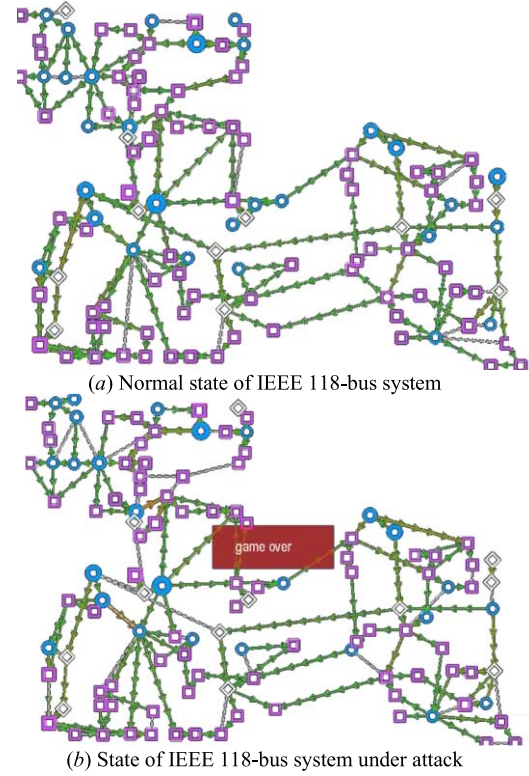 (a) Normal state of IEEE 118-bus system
game over
(b) State of IEEE 118-bus system under attack